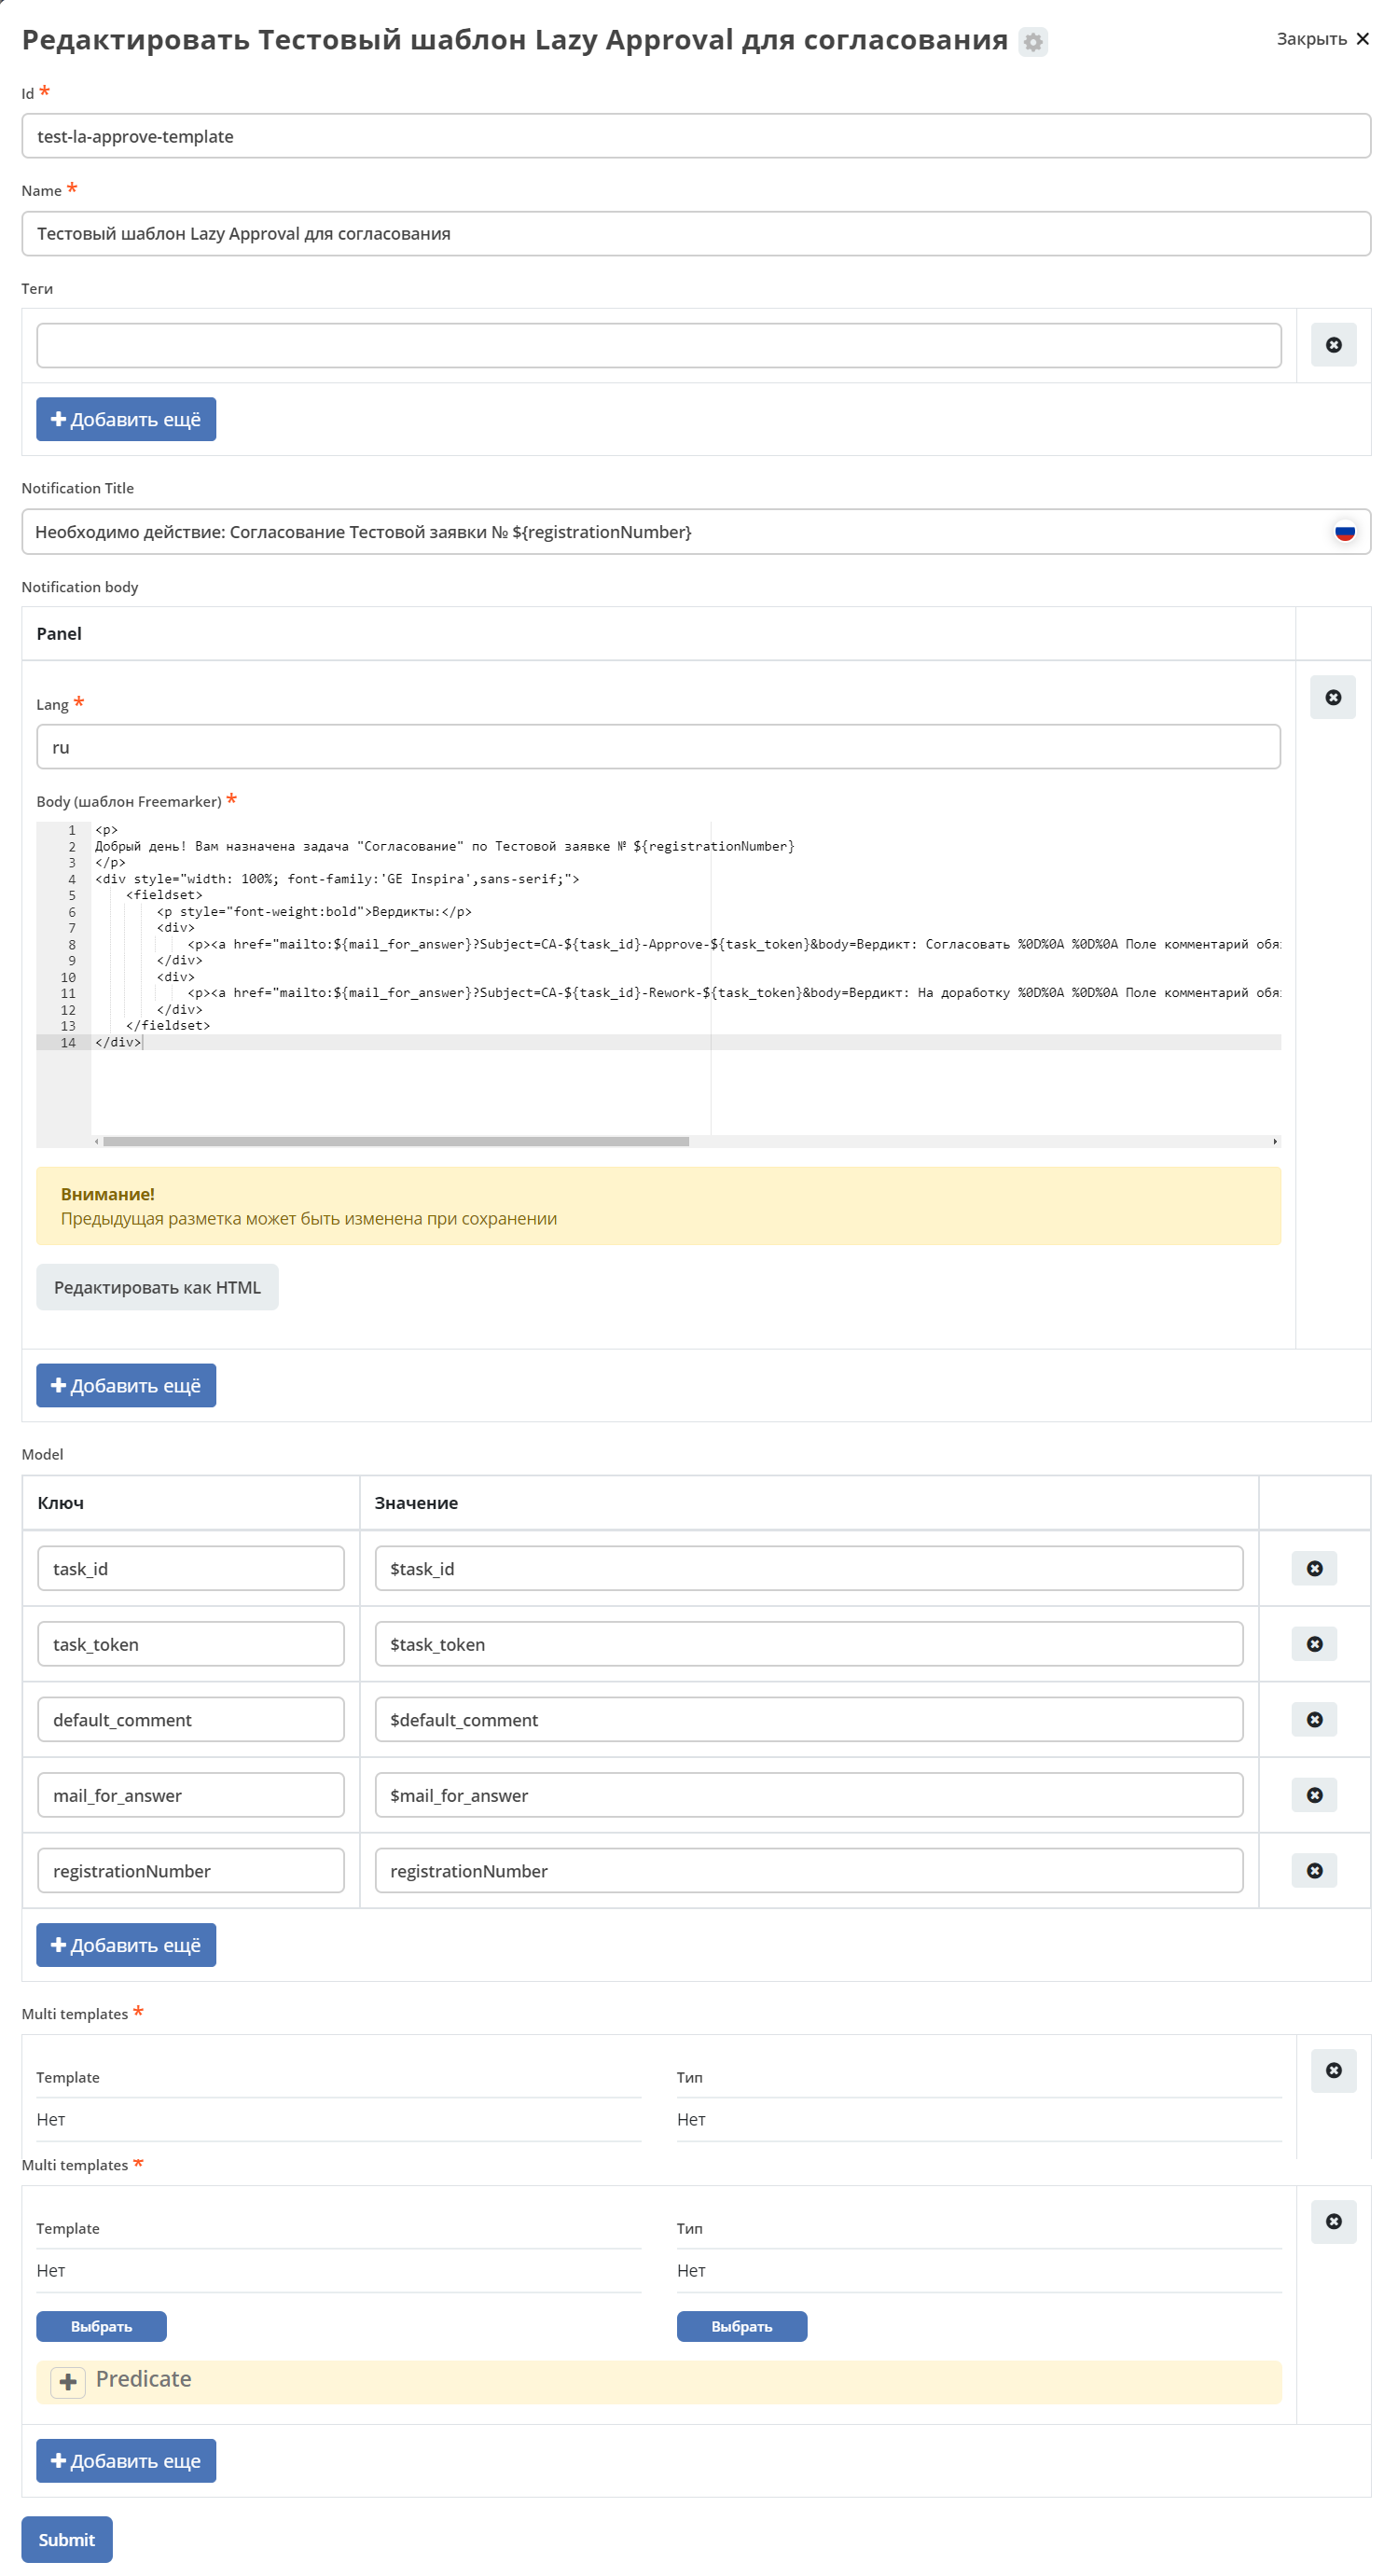 Редактировать Тестовый шаблон Lazy Approval для согласования
Закрыть
Id *
test-la-approve-template
Name *
Тестовый шаблон Lazy Approval для согласования
Теги
Добавить ещё
Notification Title
Необходимо действие: Согласование Тестовой заявки № ${registrationNumber}
Notification body
Panel
Lang *
ru
Body (шаблон Freemarker) *
1 <p>
2 Добрый день! Вам назначена задача "Согласование" по Тестовой заявке № ${registrationNumber}
3 </p>
4 <div style="width: 100%; font-family:'GE Inspira',sans-serif;">
5 <fieldset>
6 <p style="font-weight:bold">Вердикты:</p>
7 <div>
8 <p><a href="mailto:${mail_for_answer}?Subject=CA-${task_id}-Approve-${task_token}&body=Вердикт: Согласовать %0D%0A %0D%0A Поле комментарий
9 </div>
10 <div>
11 <p><a href="mailto:${mail_for_answer}?Subject=CA-${task_id}-Rework-${task_token}&body=Вердикт: На доработку %0D%0A %0D%0A Поле комментарий
12 </div>
13 </fieldset>
14 </div>
Внимание!
Предыдущая разметка может быть изменена при сохранении
Редактировать как HTML
Добавить ещё
Model
Ключ Значение
task_id $task_id
task_token $task_token
default_comment $default_comment
mail_for_answer $mail_for_answer
registrationNumber registrationNumber
Добавить ещё
Multi templates *
Template Тип
Нет Нет
Multi templates *
Template Тип
Нет Нет
Выбрать Выбрать
Predicate
Добавить еще
Submit